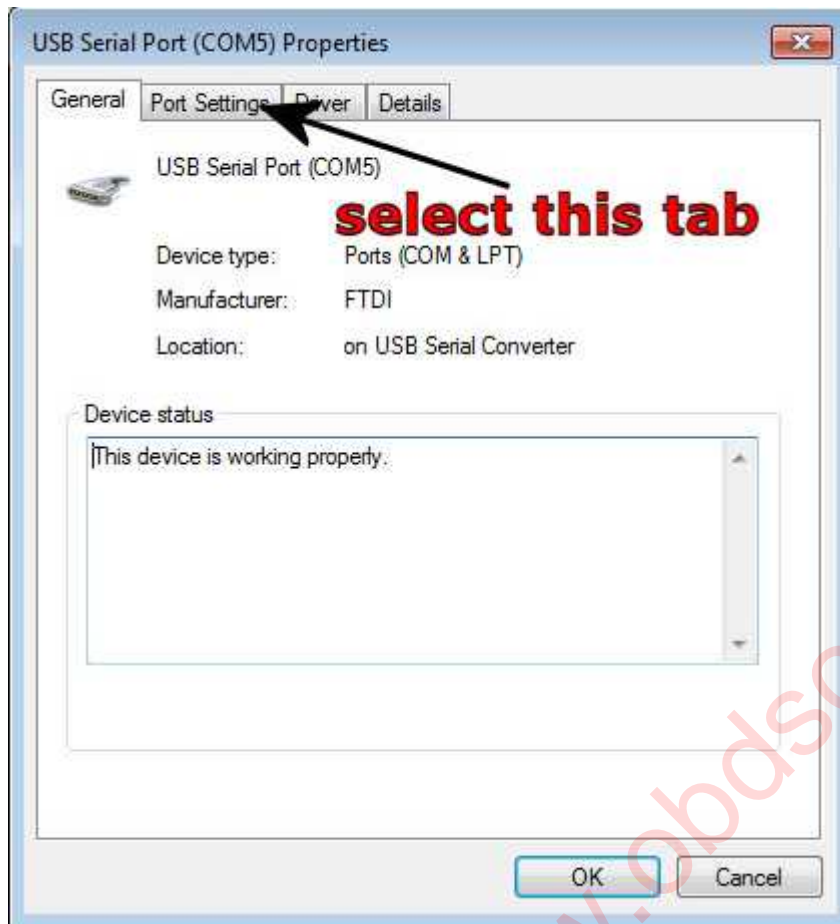 USB Serial Port (COM5) Properties
General Port Settings Driver Details
USB Serial Port (COM5)
select this tab
Device type: Ports (COM & LPT)
Manufacturer: FTDI
Location: on USB Serial Converter
Device status
This device is working properly.
OK Cancel